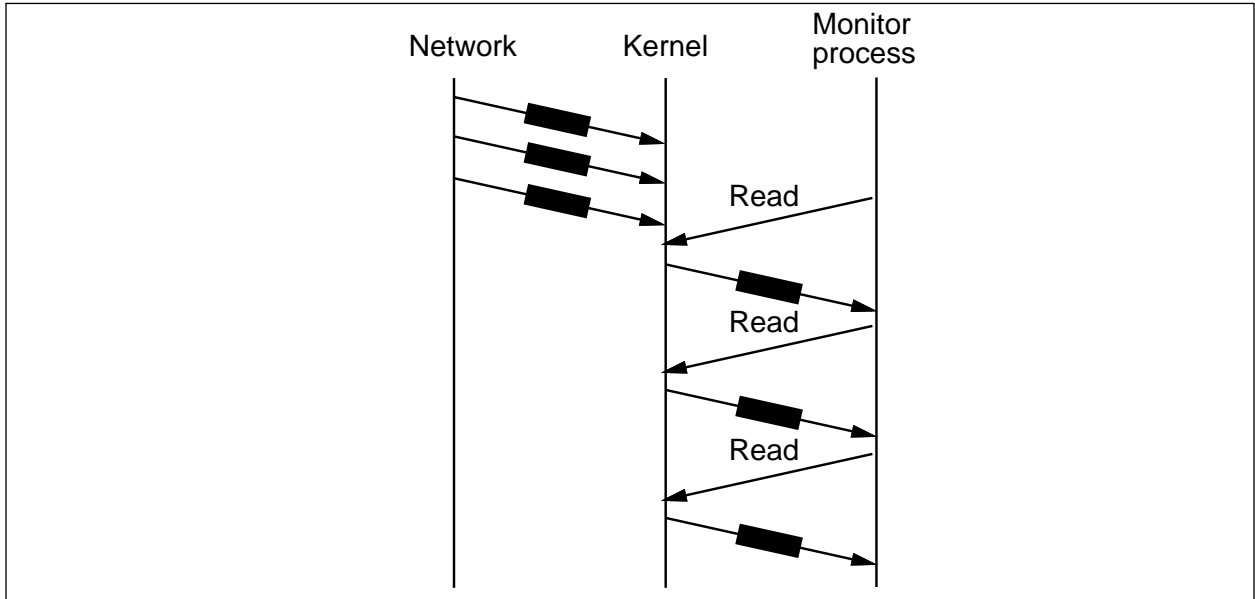 Network
Kernel
Monitor
process
Read
Read
Read